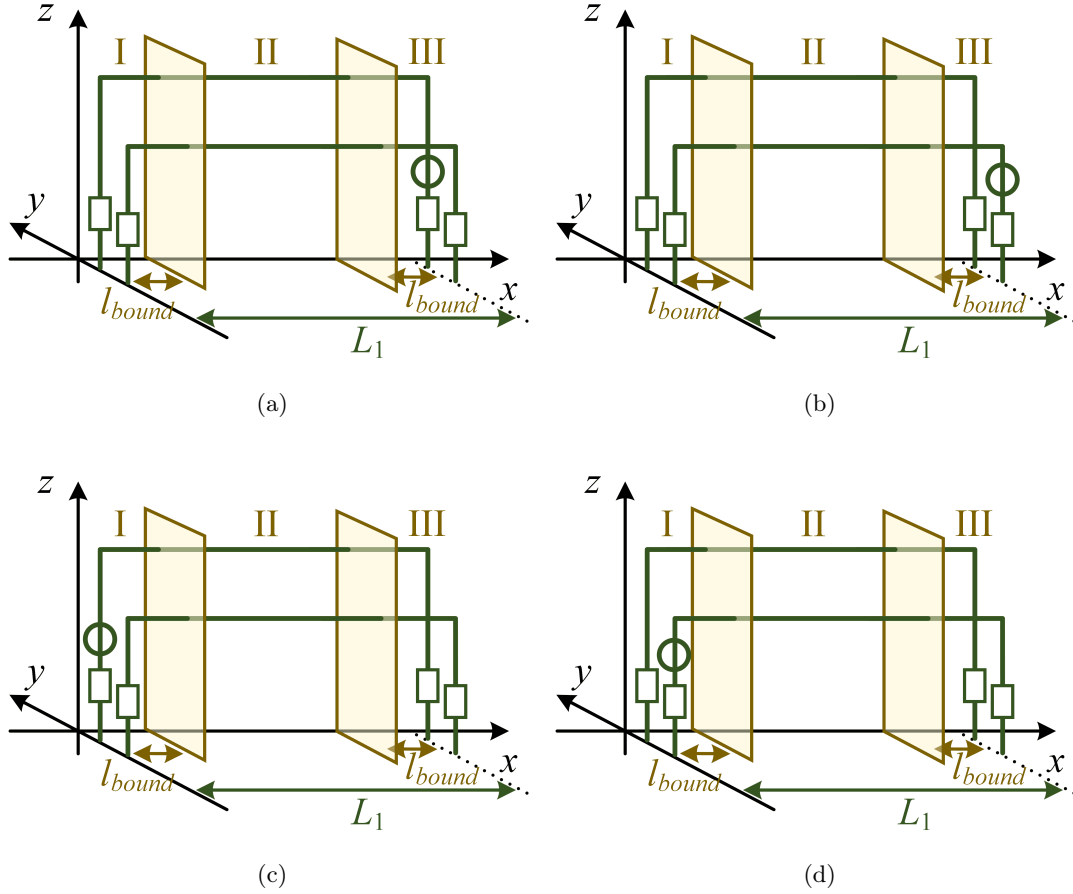 z I II III
y
x
l_bound l_bound
L_1
(a)
z I II III
y
x
l_bound l_bound
L_1
(b)
z I II III
y
x
l_bound l_bound
L_1
(c)
z I II III
y
x
l_bound l_bound
L_1
(d)